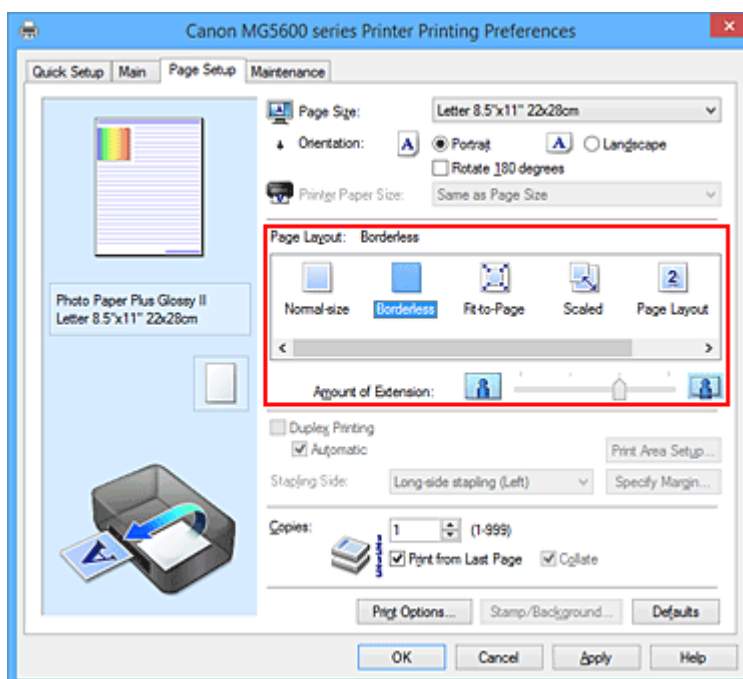 Canon MG5600 series Printer Printing Preferences
Quick Setup Main Page Setup Maintenance
Page Size: Letter 8.5"x11" 22x28cm
Orientation: A Portrait A Landscape
Rotate 180 degrees
Printer Paper Size: Same as Page Size
Page Layout: Borderless
Normal-size Borderless Fit-to-Page Scaled 2 Page Layout
Amount of Extension:
Photo Paper Plus Glossy II
Letter 8.5"x11" 22x28cm
Duplex Printing
Automatic Print Area Setup...
Stapling Side: Long-side stapling (Left) Specify Margin...
Copies: 1 (1-999)
Print from Last Page Collate
A
Print Options... Stamp/Background... Defaults
OK Cancel Apply Help